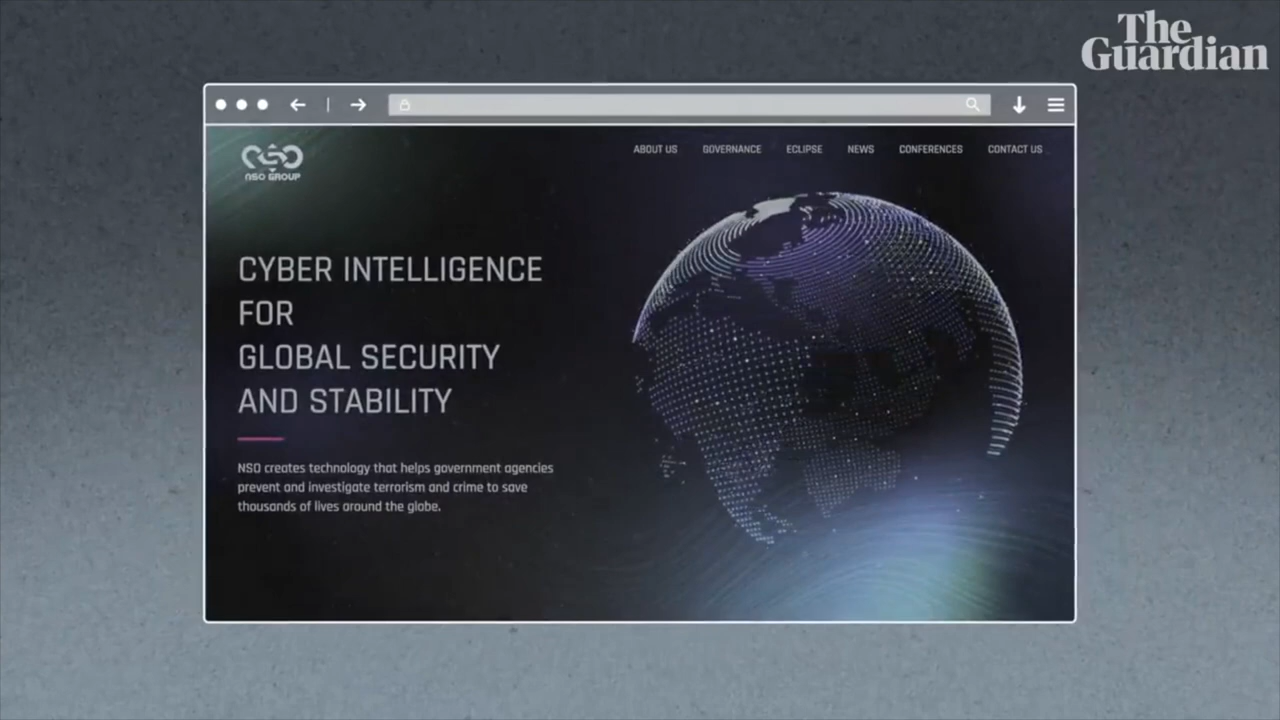 The
Guardian
NSO GROUP
ABOUT US GOVERNANCE ECLIPSE NEWS CONFERENCES CONTACT US
CYBER INTELLIGENCE
FOR
GLOBAL SECURITY
AND STABILITY
NSO creates technology that helps government agencies
prevent and investigate terrorism and crime to save
thousands of lives around the globe.